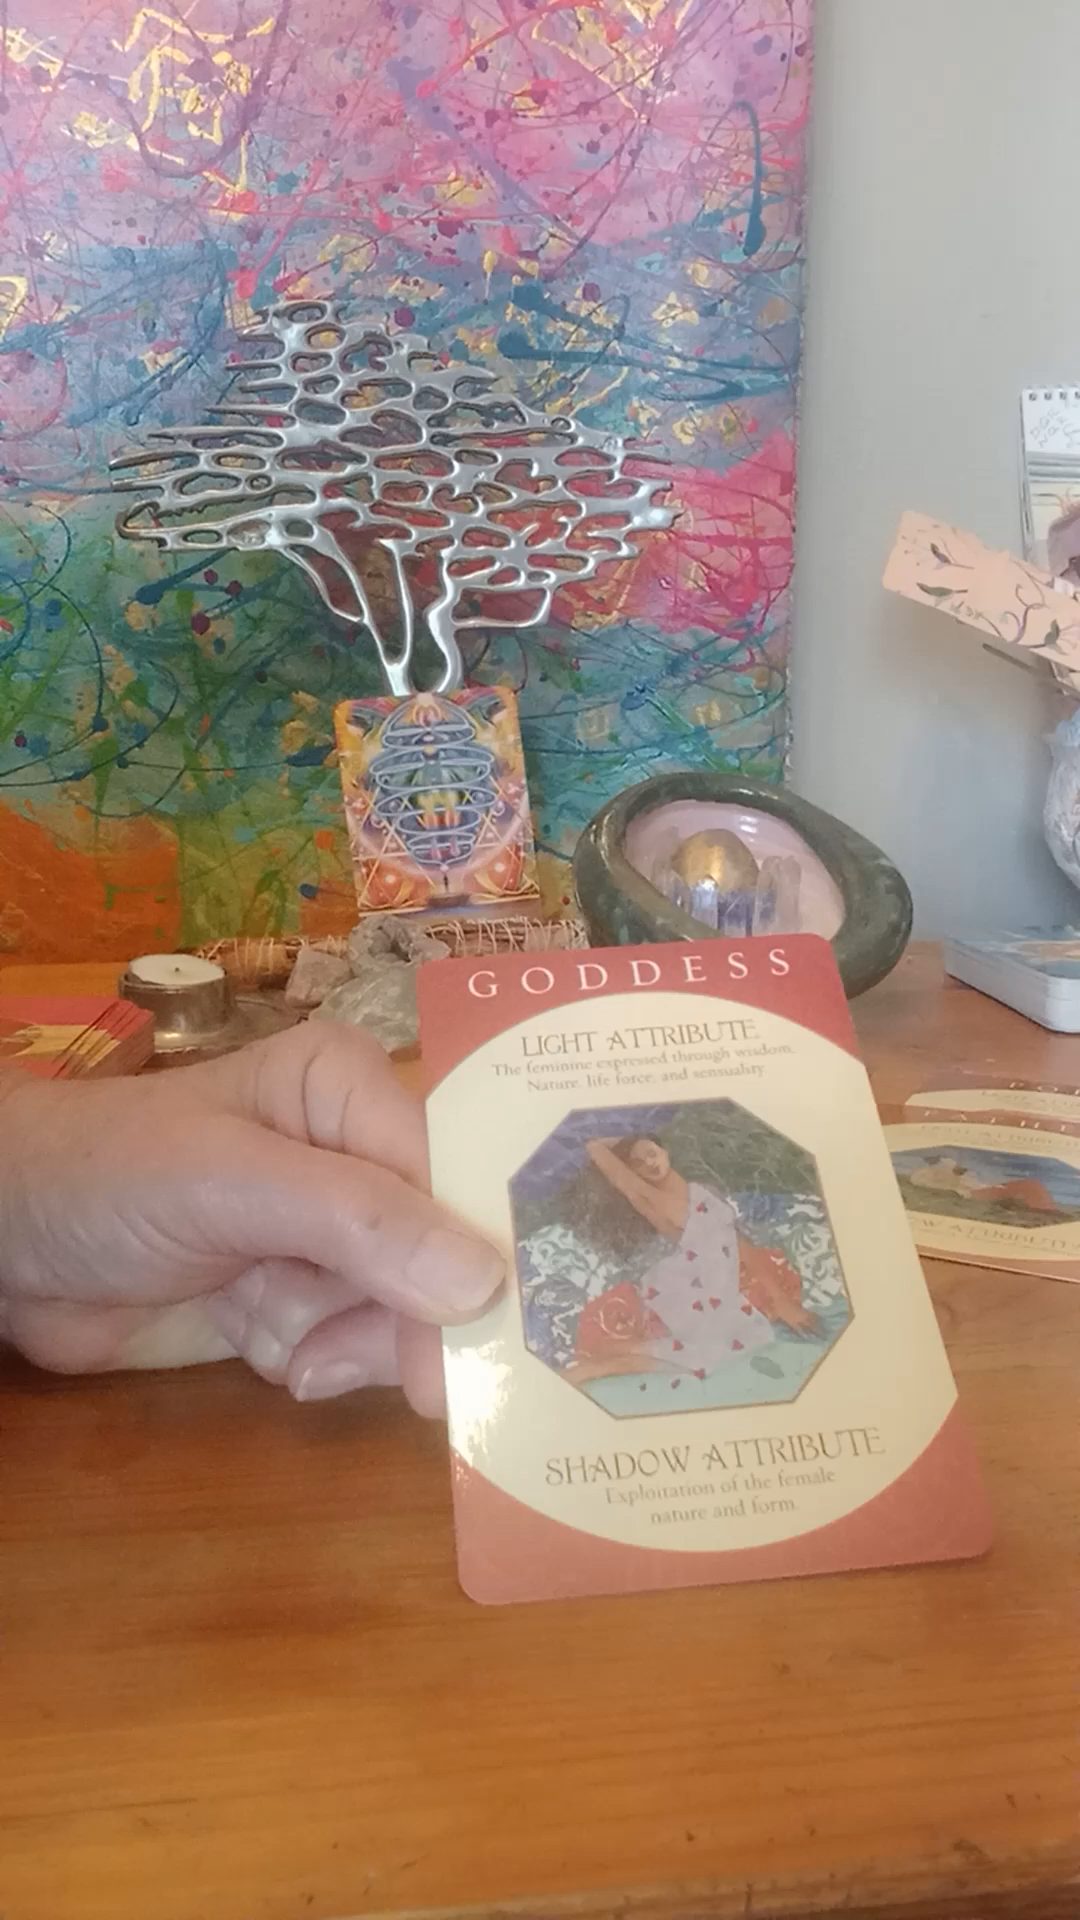 GODDESS
LIGHT ATTRIBUTE
The feminine expressed through wisdom,
Nature, life force, and sensuality
SHADOW ATTRIBUTE
Exploitation of the female
nature and form.